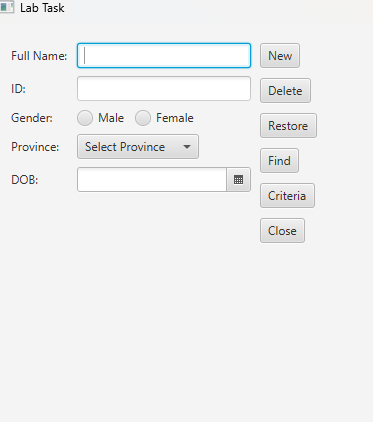 Lab Task
Full Name:
New
ID:
Delete
Gender: Male Female
Restore
Province: Select Province
Find
DOB:
Criteria
Close